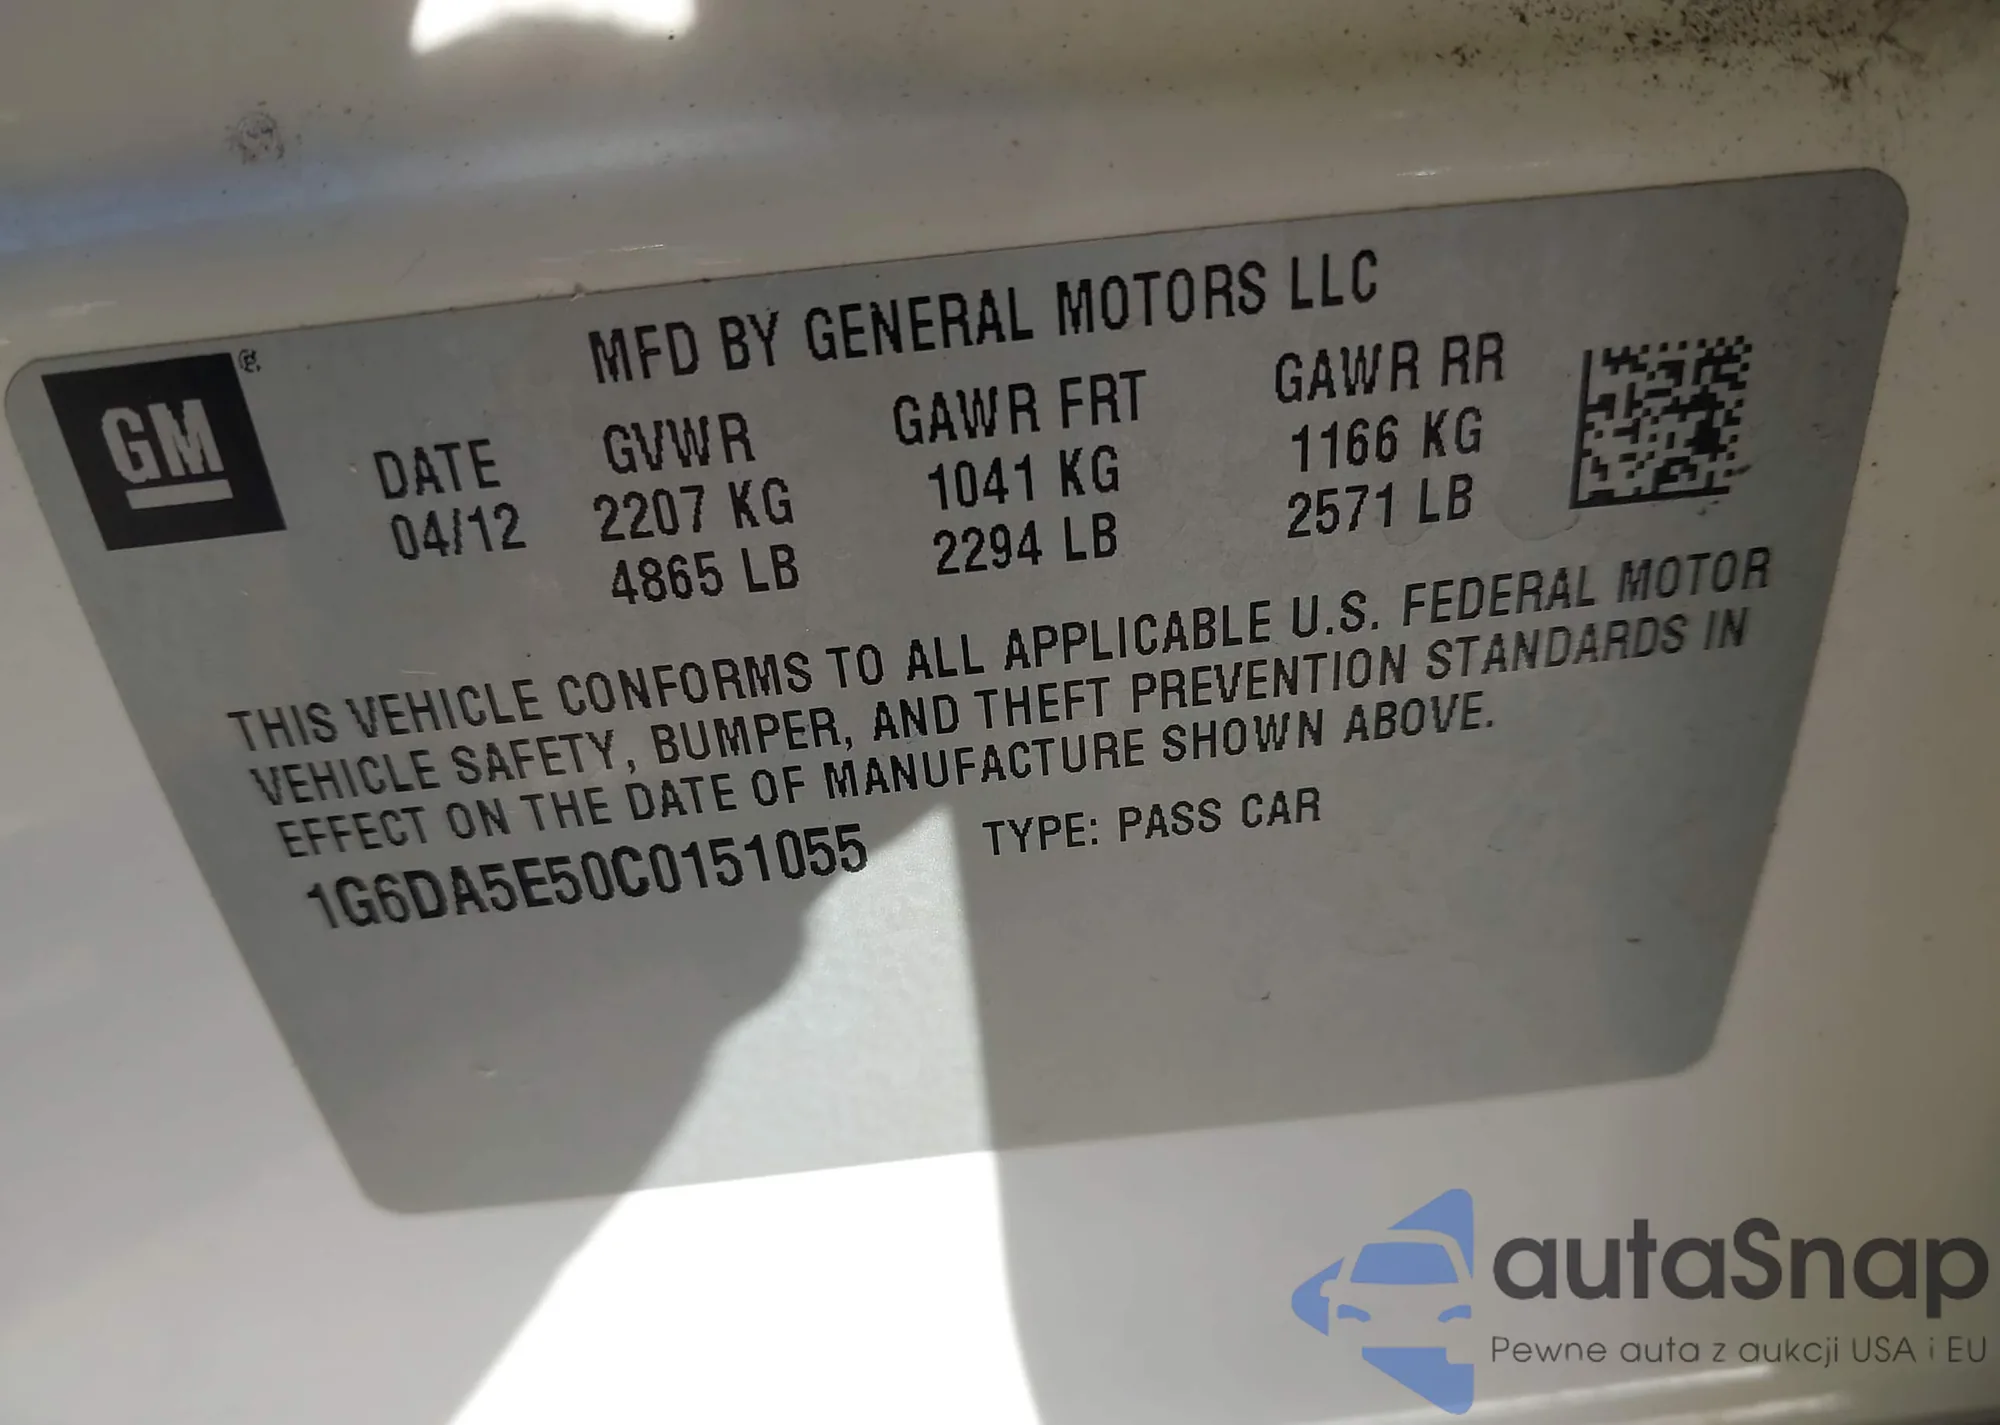 MFD BY GENERAL MOTORS LLC
GM ®
DATE GVWR GAWR FRT GAWR RR
04/12 2207 KG 1041 KG 1166 KG
4865 LB 2294 LB 2571 LB
THIS VEHICLE CONFORMS TO ALL APPLICABLE U.S. FEDERAL MOTOR
VEHICLE SAFETY, BUMPER, AND THEFT PREVENTION STANDARDS IN
EFFECT ON THE DATE OF MANUFACTURE SHOWN ABOVE.
1G6DA5E50C0151055 TYPE: PASS CAR
autaSnap
Pewne auta z aukcji USA i EU